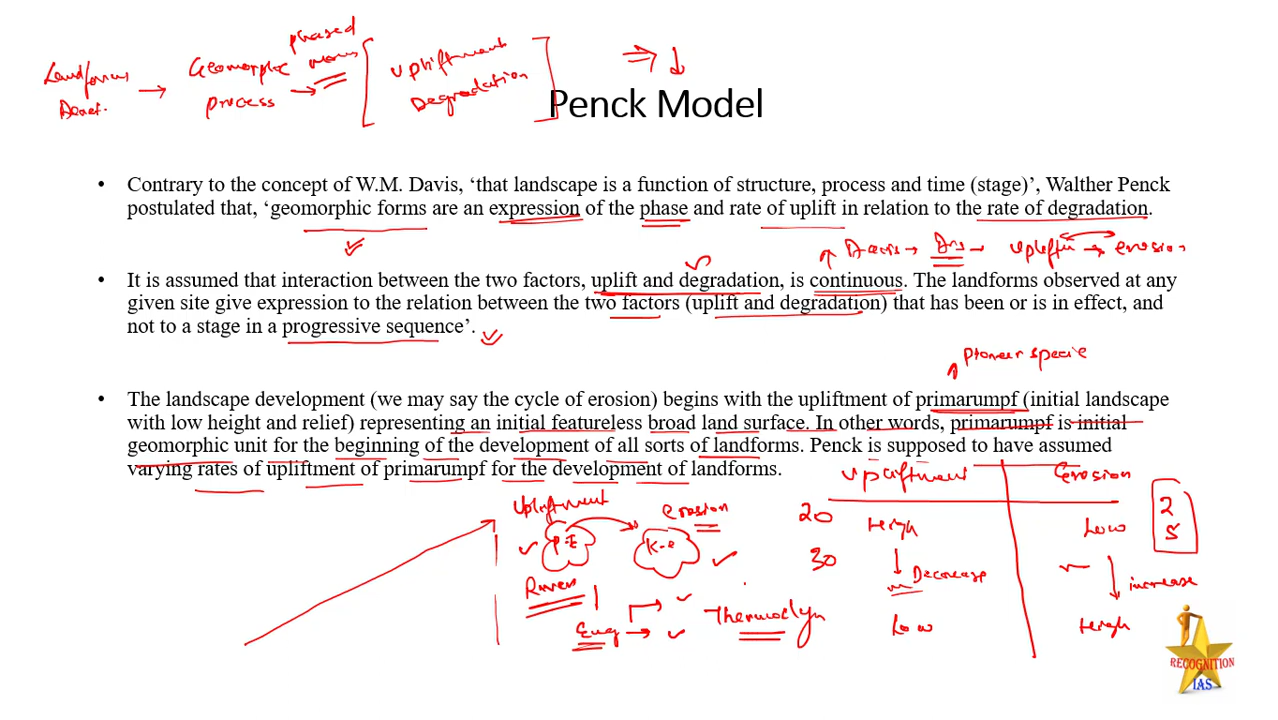 phased
Landforms → Geomorphic
process → [ Upliftment
Degradation ] ⇒ ↓
Penck Model
• Contrary to the concept of W.M. Davis, ‘that landscape is a function of structure, process and time (stage)’, Walther Penck
postulated that, ‘geomorphic forms are an expression of the phase and rate of uplift in relation to the rate of degradation.
↑ Davis → → Uplift → erosion
• It is assumed that interaction between the two factors, uplift and degradation, is continuous. The landforms observed at any
given site give expression to the relation between the two factors (uplift and degradation) that has been or is in effect, and
not to a stage in a progressive sequence’.
Pioneer specie
• The landscape development (we may say the cycle of erosion) begins with the upliftment of primarumpf (initial landscape
with low height and relief) representing an initial featureless broad land surface. In other words, primarumpf is initial
geomorphic unit for the beginning of the development of all sorts of landforms. Penck is supposed to have assumed
varying rates of upliftment of primarumpf for the development of landforms.
Upliftment Erosion
Upliftment erosion 20 High Low 2
5
P.E → K.e 30
Decrease increase
Rivers
→ Low High
RECOGNITION
IAS